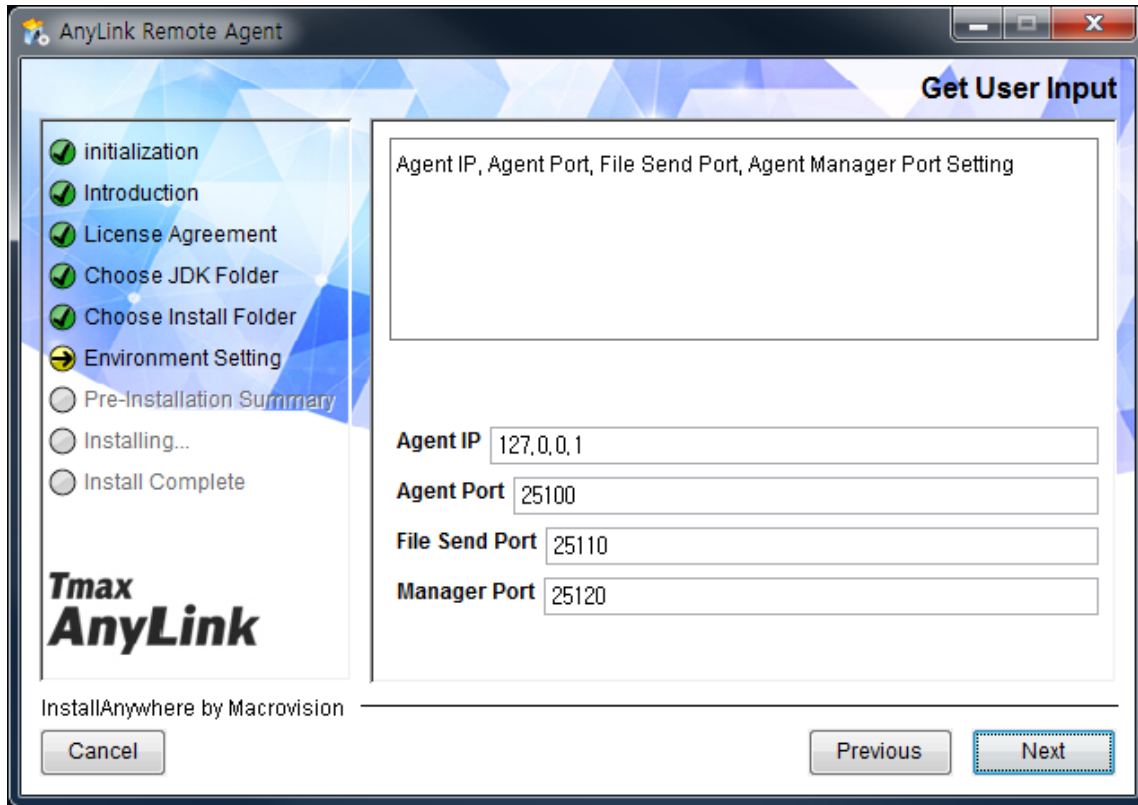 AnyLink Remote Agent
Get User Input
initialization
Introduction
License Agreement
Choose JDK Folder
Choose Install Folder
Environment Setting
Pre-Installation Summary
Installing...
Install Complete
Tmax
AnyLink
Agent IP, Agent Port, File Send Port, Agent Manager Port Setting
Agent IP 127.0.0.1
Agent Port 25100
File Send Port 25110
Manager Port 25120
InstallAnywhere by Macrovision
Cancel Previous Next